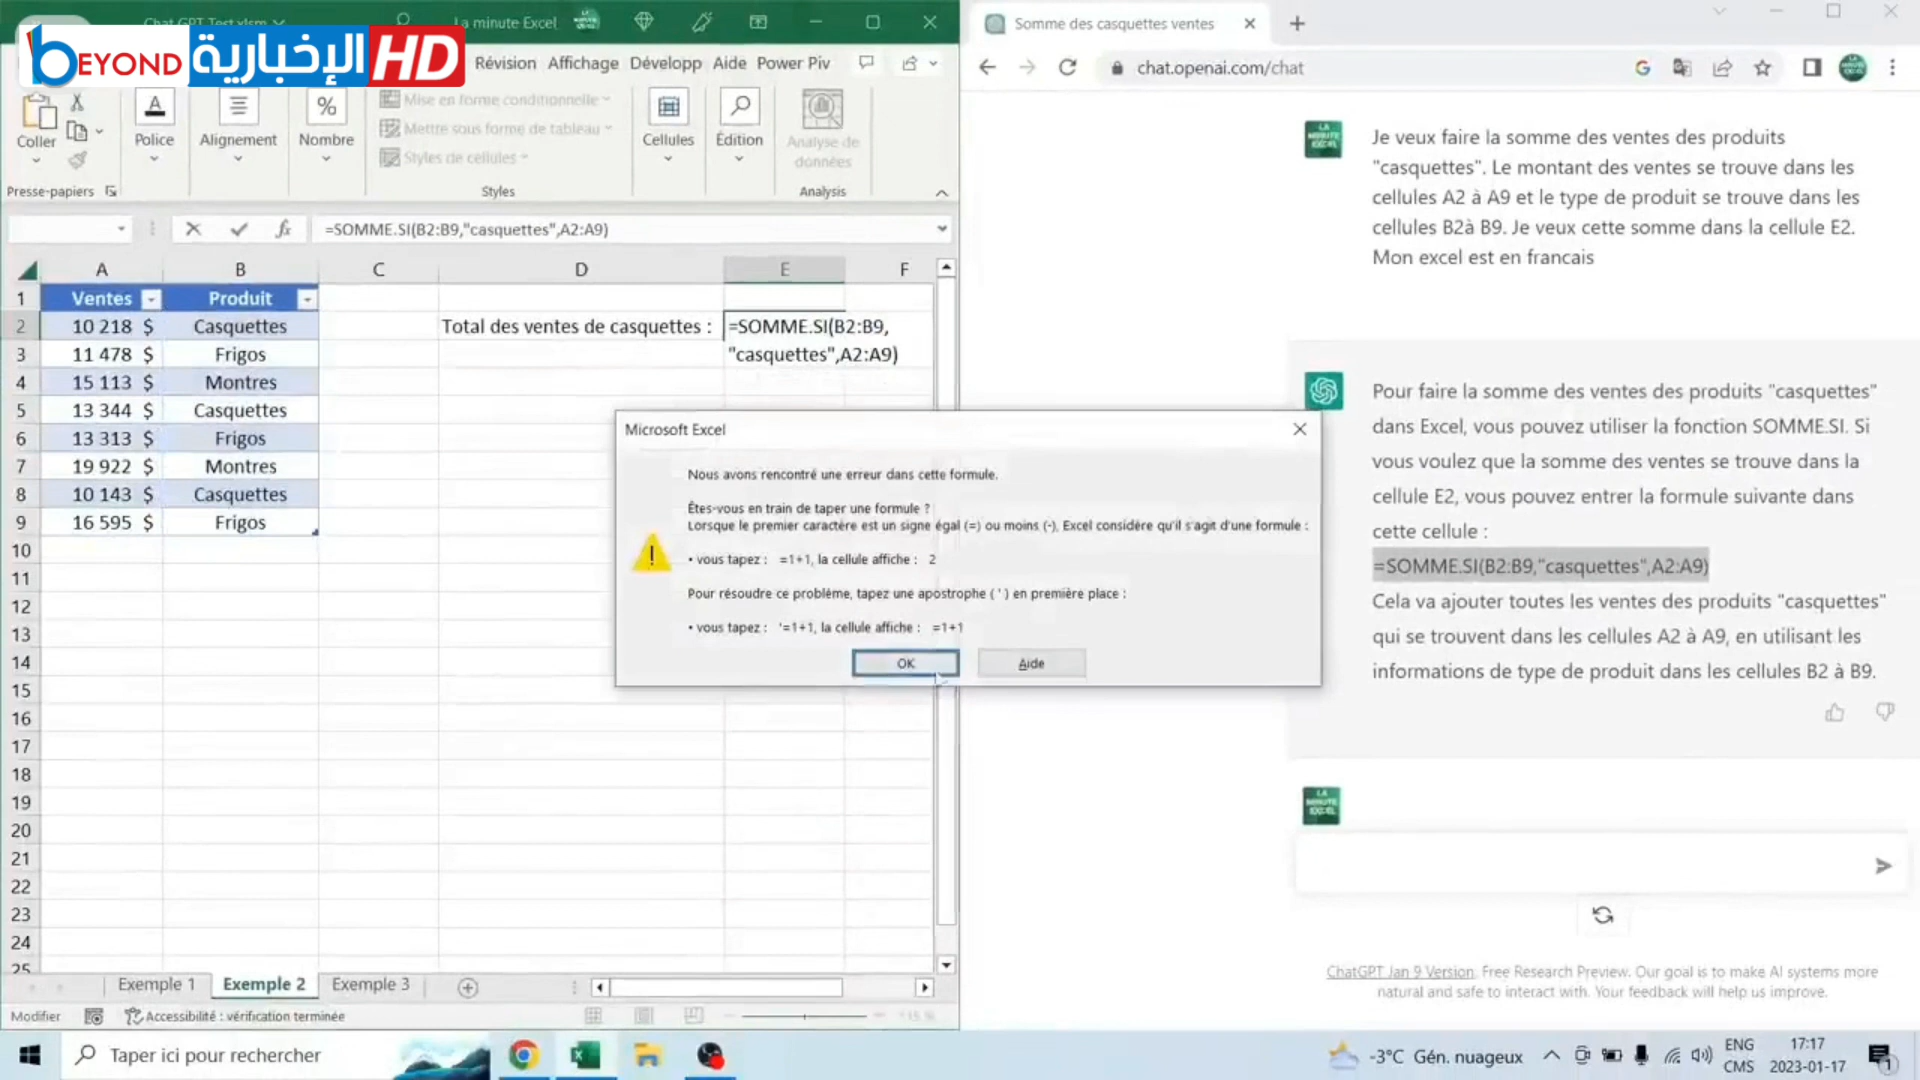 BEYOND الإخبارية HD
Chat GPT Test.xlsm
La minute Excel
Révision Affichage Développ Aide Power Piv
Coller
Police
Alignement
Nombre
%
Mise en forme conditionnelle
Mettre sous forme de tableau
Styles de cellules
Cellules
Édition
Analyse de
données
Presse-papiers
Styles
Analysis
=SOMME.SI(B2:B9,"casquettes",A2:A9)
A B C D E F
1 Ventes Produit
2 10 218 $ Casquettes Total des ventes de casquettes : =SOMME.SI(B2:B9,
3 11 478 $ Frigos "casquettes",A2:A9)
4 15 113 $ Montres
5 13 344 $ Casquettes
6 13 313 $ Frigos
7 19 922 $ Montres
8 10 143 $ Casquettes
9 16 595 $ Frigos
10
11
12
13
14
15
16
17
18
19
20
21
22
23
24
25
Microsoft Excel
Nous avons rencontré une erreur dans cette formule.
Êtes-vous en train de taper une formule ?
Lorsque le premier caractère est un signe égal (=) ou moins (-), Excel considère qu'il s'agit d'une formule :
• vous tapez : =1+1, la cellule affiche : 2
Pour résoudre ce problème, tapez une apostrophe ( ' ) en première place :
• vous tapez : '=1+1, la cellule affiche : =1+1
OK Aide
Exemple 1 Exemple 2 Exemple 3
Modifier Accessibilité : vérification terminée
Somme des casquettes ventes
chat.openai.com/chat
LA
MINUTE
EXCEL
Je veux faire la somme des ventes des produits
"casquettes". Le montant des ventes se trouve dans les
cellules A2 à A9 et le type de produit se trouve dans les
cellules B2à B9. Je veux cette somme dans la cellule E2.
Mon excel est en francais
Pour faire la somme des ventes des produits "casquettes"
dans Excel, vous pouvez utiliser la fonction SOMME.SI. Si
vous voulez que la somme des ventes se trouve dans la
cellule E2, vous pouvez entrer la formule suivante dans
cette cellule :
=SOMME.SI(B2:B9,"casquettes",A2:A9)
Cela va ajouter toutes les ventes des produits "casquettes"
qui se trouvent dans les cellules A2 à A9, en utilisant les
informations de type de produit dans les cellules B2 à B9.
LA
MINUTE
EXCEL
ChatGPT Jan 9 Version. Free Research Preview. Our goal is to make AI systems more
natural and safe to interact with. Your feedback will help us improve.
Taper ici pour rechercher
-3°C Gén. nuageux
ENG
CMS
17:17
2023-01-17
1